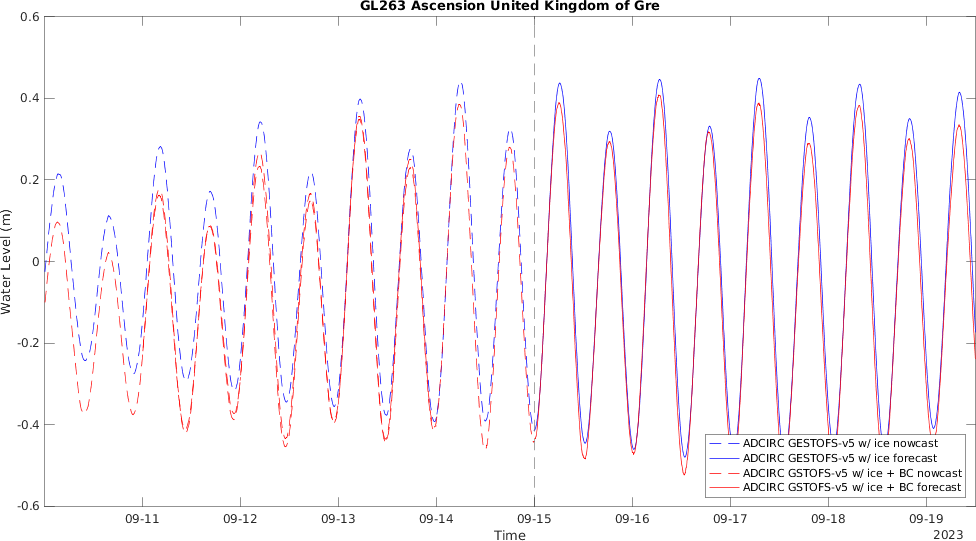 GL263 Ascension United Kingdom of Gre
0.6
0.4
0.2
0
-0.2
-0.4
-0.6
Water Level (m)
09-11 09-12 09-13 09-14 09-15 09-16 09-17 09-18 09-19
Time
2023
ADCIRC GESTOFS-v5 w/ ice nowcast
ADCIRC GESTOFS-v5 w/ ice forecast
ADCIRC GSTOFS-v5 w/ ice + BC nowcast
ADCIRC GSTOFS-v5 w/ ice + BC forecast